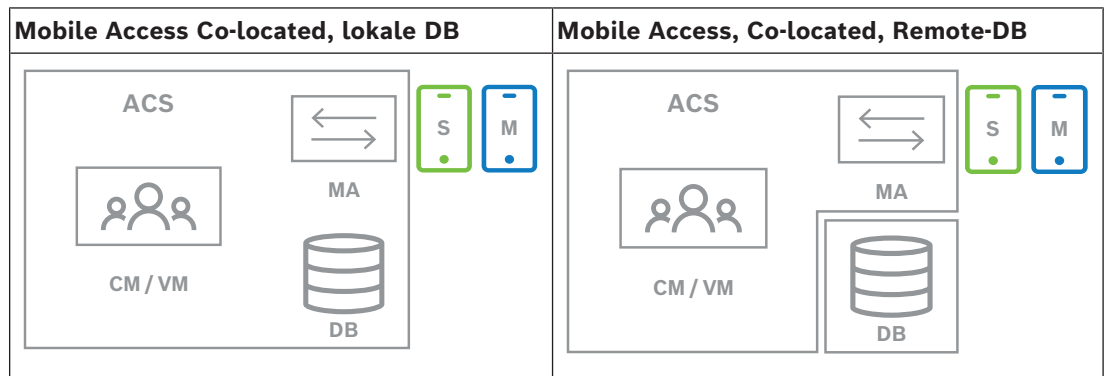 Mobile Access Co-located, lokale DB
ACS
S
M
MA
CM / VM
DB
Mobile Access, Co-located, Remote-DB
ACS
S
M
MA
CM / VM
DB